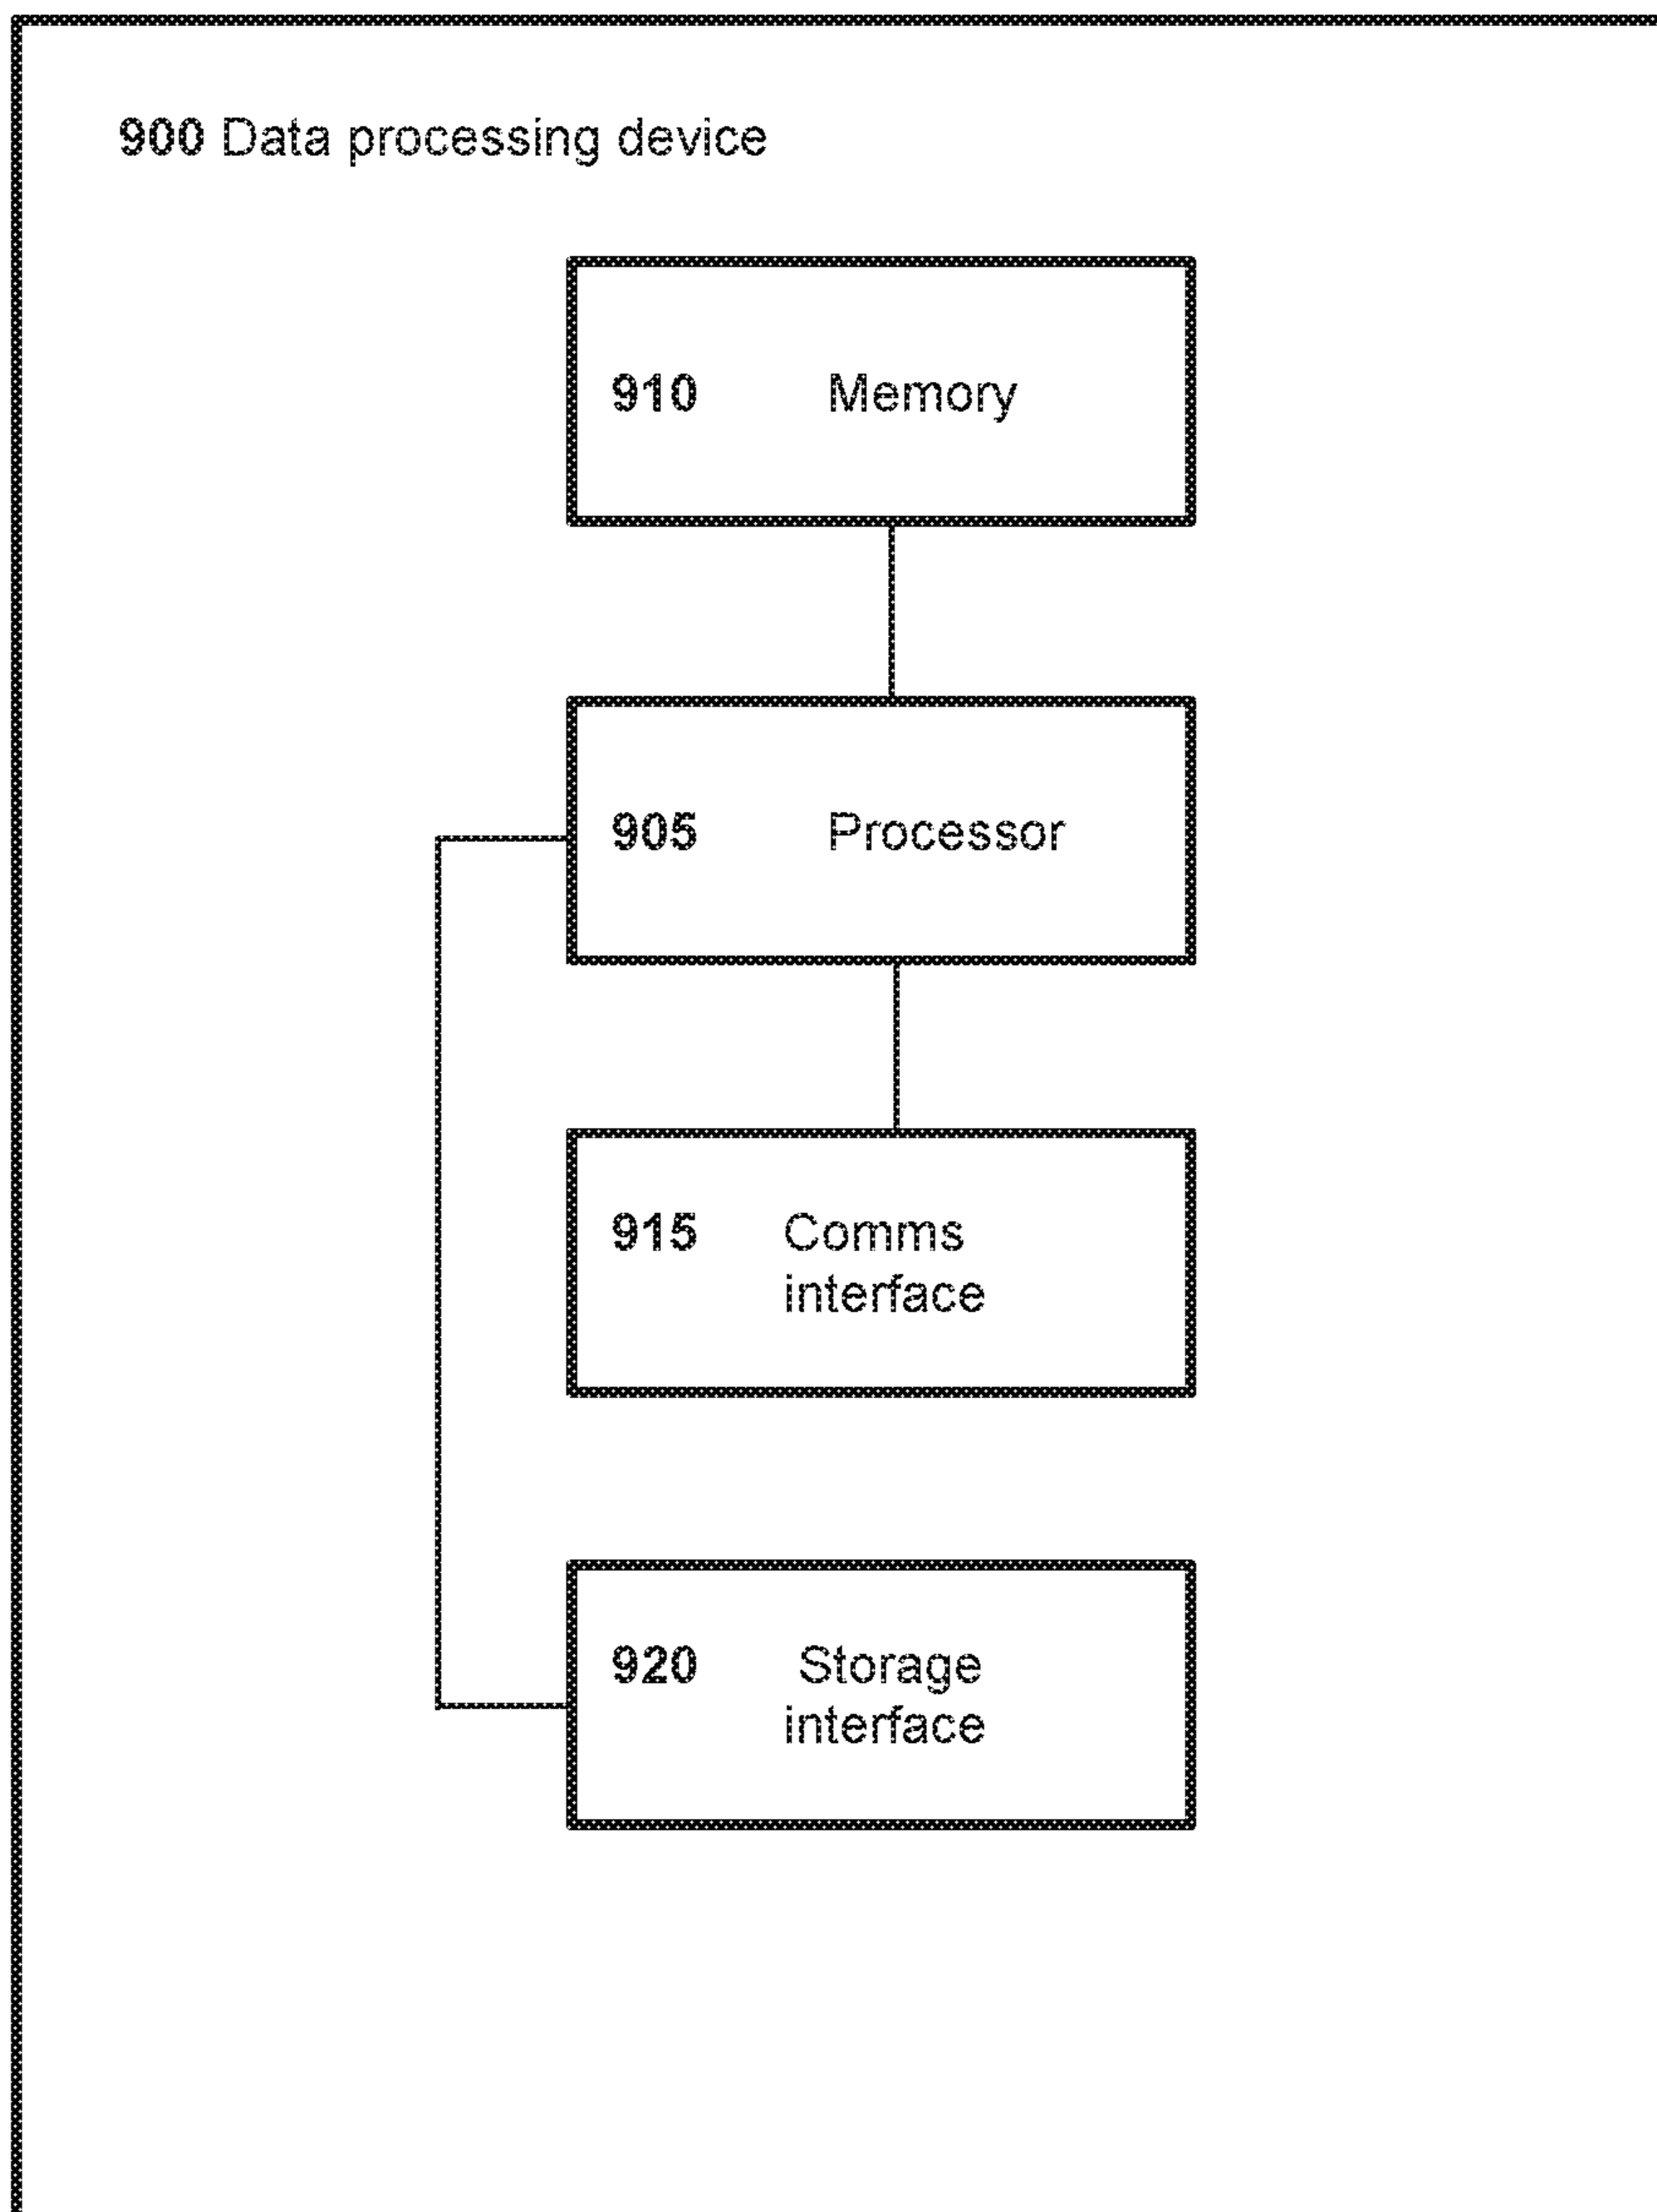 900 Data processing device
910 Memory
905 Processor
915 Comms
interface
920 Storage
interface